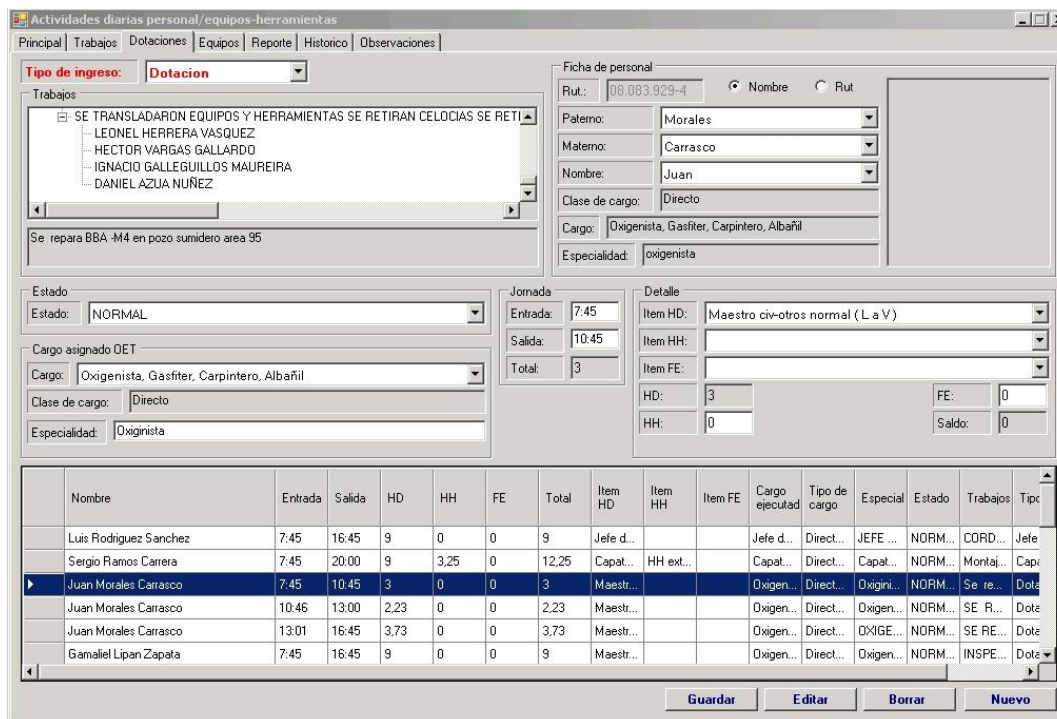 Actividades diarias personal/equipos-herramientas
Principal Trabajos Dotaciones Equipos Reporte Historico Observaciones
Tipo de ingreso: Dotacion
Trabajos
SE TRANSLADARON EQUIPOS Y HERRAMIENTAS SE RETIRAN CELOCIAS SE RETI
LEONEL HERRERA VASQUEZ
HECTOR VARGAS GALLARDO
IGNACIO GALLEGUILLOS MAUREIRA
DANIEL AZUA NUÑEZ
Se repara BBA -M4 en pozo sumidero area 95
Ficha de personal
Rut.: 08.083.929-4 Nombre Rut
Paterno: Morales
Materno: Carrasco
Nombre: Juan
Clase de cargo: Directo
Cargo: Oxigenista, Gasfiter, Carpintero, Albañil
Especialidad: oxigenista
Estado
Estado: NORMAL
Cargo asignado OET
Cargo: Oxigenista, Gasfiter, Carpintero, Albañil
Clase de cargo: Directo
Especialidad: Oxiginista
Jornada
Entrada: 7:45
Salida: 10:45
Total: 3
Detalle
Item HD: Maestro civ-otros normal ( L a V )
Item HH:
Item FE:
HD: 3 FE: 0
HH: 0 Saldo: 0
Nombre Entrada Salida HD HH FE Total Item HD Item HH Item FE Cargo ejecutad Tipo de cargo Especial Estado Trabajos Tipo
Luis Rodriguez Sanchez 7:45 16:45 9 0 0 9 Jefe d... Jefe d... Direct... JEFE ... NORM... CORD... Jefe
Sergio Ramos Carrera 7:45 20:00 9 3,25 0 12,25 Capat... HH ext... Capat... Direct... Capat... NORM... Montaj... Capa
Juan Morales Carrasco 7:45 10:45 3 0 0 3 Maestr... Oxigen... Direct... Oxigini... NORM... Se re... Dota
Juan Morales Carrasco 10:46 13:00 2,23 0 0 2,23 Maestr... Oxigen... Direct... Oxigen... NORM... SE R... Dota
Juan Morales Carrasco 13:01 16:45 3,73 0 0 3,73 Maestr... Oxigen... Direct... OXIGE... NORM... SE RE... Dota
Gamaliel Lipan Zapata 7:45 16:45 9 0 0 9 Maestr... Oxigen... Direct... Oxigen... NORM... INSPE... Dota
Guardar Editar Borrar Nuevo